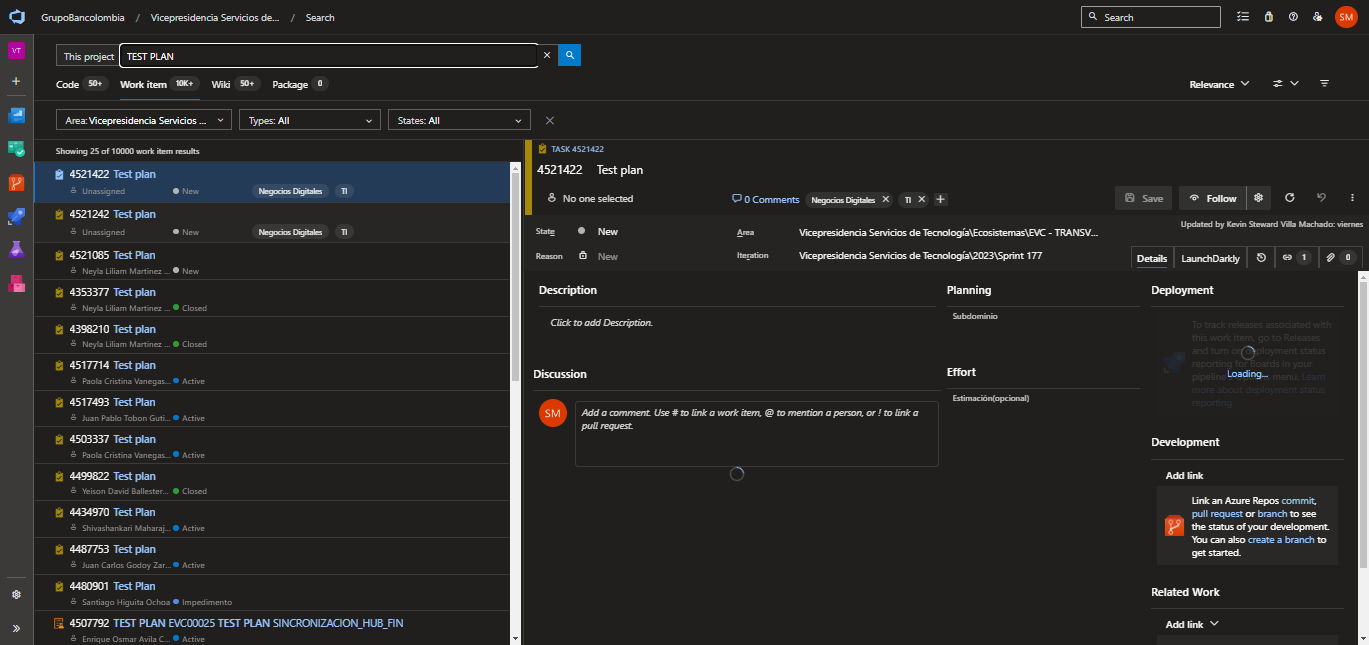 GrupoBancolombia / Vicepresidencia Servicios de... / Search
Search
SM
VT
This project
TEST PLAN
Code 50+ Work item 10K+ Wiki 50+ Package 0
Relevance
Area: Vicepresidencia Servicios ...
Types: All
States: All
Showing 25 of 10000 work item results
4521422 Test plan
Unassigned New Negocios Digitales TI
4521242 Test plan
Unassigned New Negocios Digitales TI
4521085 Test plan
Neyla Liliam Martinez ... New
4353377 Test plan
Neyla Liliam Martinez ... Closed
4398210 Test plan
Neyla Liliam Martinez ... Closed
4517714 Test plan
Paola Cristina Vanegas... Active
4517493 Test plan
Juan Pablo Tobon Guti... Active
4503337 Test plan
Paola Cristina Vanegas... Active
4499822 Test plan
Yeison David Ballester... Closed
4434970 Test plan
Shivashankari Maharaj... Active
4487753 Test plan
Juan Carlos Godoy Zar... Active
4480901 Test Plan
Santiago Higuita Ochoa Impedimento
4507792 TEST PLAN EVC00025 TEST PLAN SINCRONIZACION_HUB_FIN
Enrique Osmar Avila C... Active
TASK 4521422
4521422 Test plan
No one selected
0 Comments
Negocios Digitales
TI
Save
Follow
State New
Area Vicepresidencia Servicios de Tecnología\Ecosistemas\EVC - TRANSV...
Updated by Kevin Steward Villa Machado: viernes
Reason New
Iteration Vicepresidencia Servicios de Tecnología\2023\Sprint 177
Details LaunchDarkly 1 0
Description
Click to add Description.
Discussion
SM
Add a comment. Use # to link a work item, @ to mention a person, or ! to link a
pull request.
Planning
Subdominio
Effort
Estimación(opcional)
Deployment
To track releases associated with
this work item, go to Releases
and turn on deployment status
reporting for Boards in your
pipeline's Options menu. Learn
more about deployment status
reporting
Loading...
Development
Add link
Link an Azure Repos commit,
pull request or branch to see
the status of your development.
You can also create a branch to
get started.
Related Work
Add link